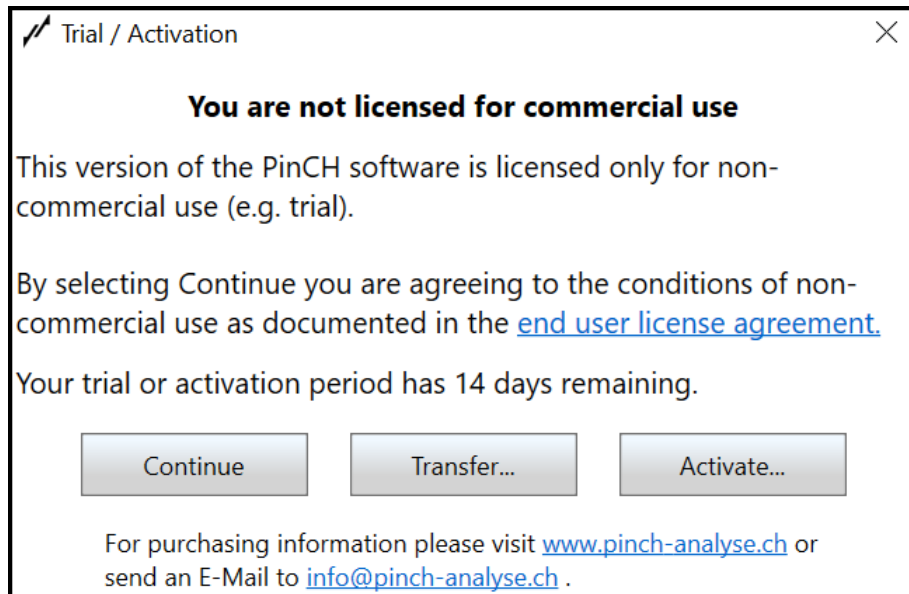 Trial / Activation
You are not licensed for commercial use
This version of the PinCH software is licensed only for non-
commercial use (e.g. trial).
By selecting Continue you are agreeing to the conditions of non-
commercial use as documented in the end user license agreement.
Your trial or activation period has 14 days remaining.
Continue Transfer... Activate...
For purchasing information please visit www.pinch-analyse.ch or
send an E-Mail to info@pinch-analyse.ch .